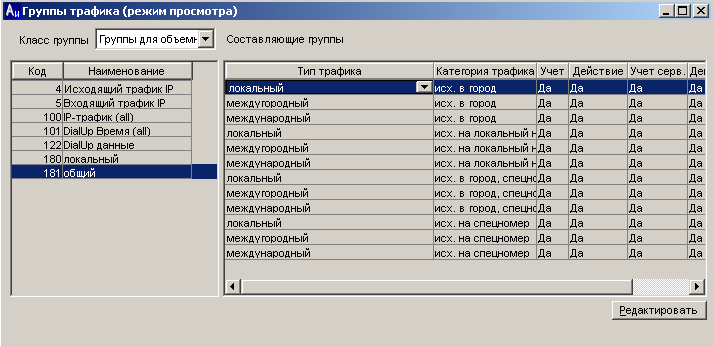 Aц Группы трафика (режим просмотра)
Класс группы Группы для объемн Составляющие группы
Код Наименование
4 Исходящий трафик IP
5 Входящий трафик IP
100 IP-трафик (all)
101 DialUp Время (all)
122 DialUp данные
180 локальный
181 общий
Тип трафика Категория трафика Учет Действие Учет серв. Де
локальный исх. в город Да Да Да Да
междугородный исх. в город Да Да Да Да
международный исх. в город Да Да Да Да
локальный исх. на локальный н Да Да Да Да
междугородный исх. на локальный н Да Да Да Да
международный исх. на локальный н Да Да Да Да
локальный исх. в город, спецно Да Да Да Да
междугородный исх. в город, спецно Да Да Да Да
международный исх. в город, спецно Да Да Да Да
локальный исх. на спецномер Да Да Да Да
междугородный исх. на спецномер Да Да Да Да
международный исх. на спецномер Да Да Да Да
Редактировать